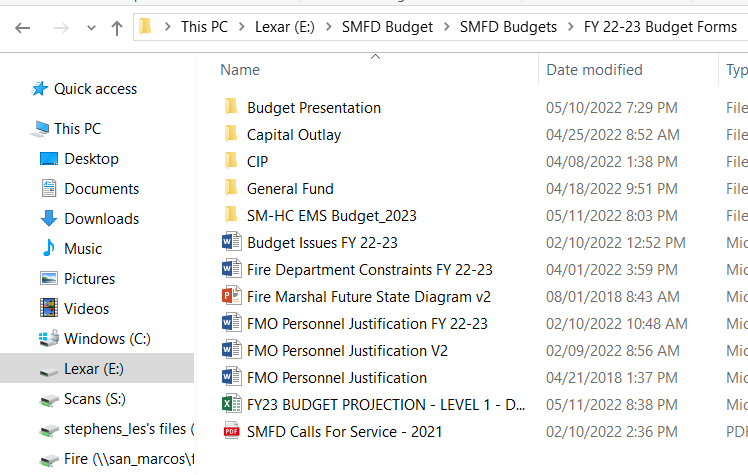 This PC > Lexar (E:) > SMFD Budget > SMFD Budgets > FY 22-23 Budget Forms
Name Date modified Typ
Quick access
This PC
Desktop
Documents
Downloads
Music
Pictures
Videos
Windows (C:)
Lexar (E:)
Scans (S:)
stephens_les's files (
Fire (\\san_marcos\f
Budget Presentation 05/10/2022 7:29 PM File
Capital Outlay 04/25/2022 8:52 AM File
CIP 04/08/2022 1:38 PM File
General Fund 04/18/2022 9:51 PM File
SM-HC EMS Budget_2023 05/11/2022 8:03 PM File
Budget Issues FY 22-23 02/10/2022 12:52 PM Mic
Fire Department Constraints FY 22-23 04/01/2022 3:59 PM Mic
Fire Marshal Future State Diagram v2 08/01/2018 8:43 AM Mic
FMO Personnel Justification FY 22-23 02/10/2022 10:48 AM Mic
FMO Personnel Justification V2 02/09/2022 8:56 AM Mic
FMO Personnel Justification 04/21/2018 1:37 PM Mic
FY23 BUDGET PROJECTION - LEVEL 1 - D... 05/11/2022 8:38 PM Mic
SMFD Calls For Service - 2021 02/10/2022 2:36 PM PDF